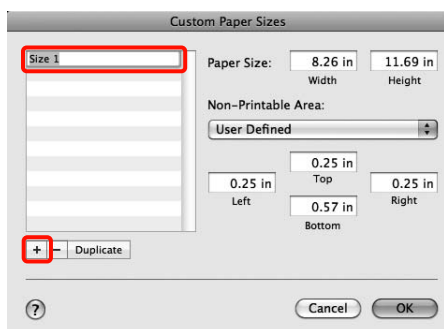 Custom Paper Sizes
Size 1
Paper Size:
8.26 in
11.69 in
Width
Height
Non-Printable Area:
User Defined
0.25 in
Top
0.25 in
0.25 in
Left
Right
0.57 in
Bottom
+ − Duplicate
? Cancel OK